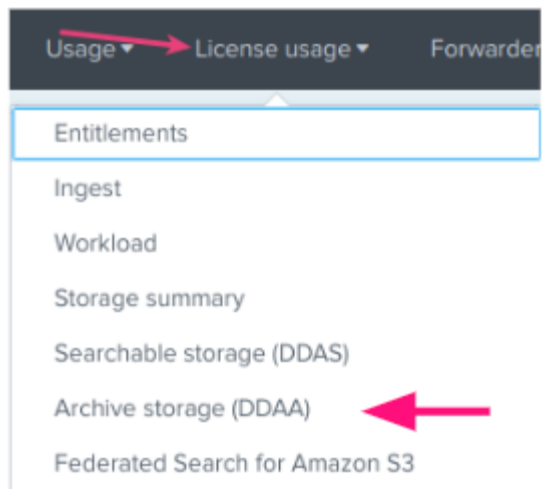 Usage▾ License usage▾ Forwarder
Entitlements
Ingest
Workload
Storage summary
Searchable storage (DDAS)
Archive storage (DDAA)
Federated Search for Amazon S3